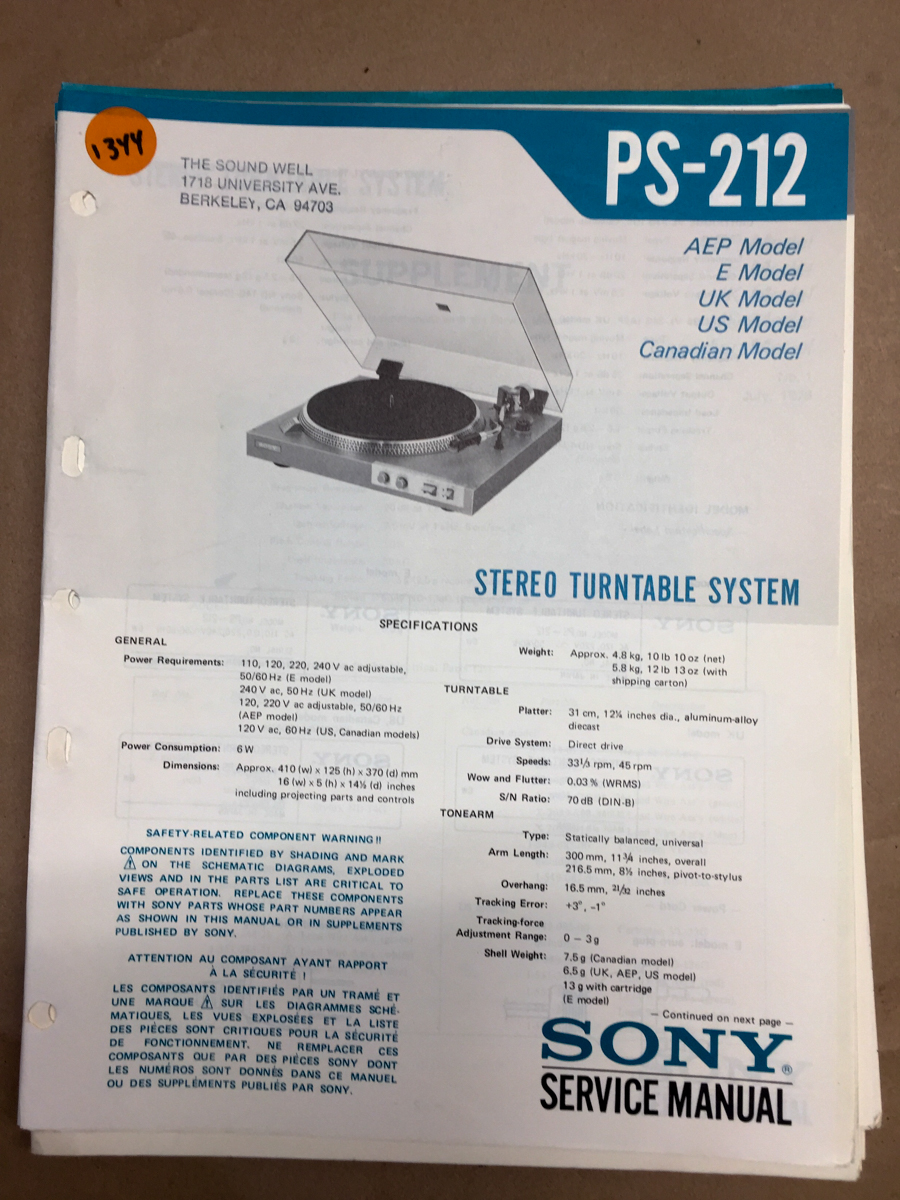 1344
THE SOUND WELL
1718 UNIVERSITY AVE.
BERKELEY, CA 94703
PS-212
AEP Model
E Model
UK Model
US Model
Canadian Model
SUPPLEMENT
STEREO TURNTABLE SYSTEM
SPECIFICATIONS
GENERAL
Power Requirements: 110, 120, 220, 240 V ac adjustable,
50/60 Hz (E model)
240 V ac, 50 Hz (UK model)
120, 220 V ac adjustable, 50/60 Hz
(AEP model)
120 V ac, 60 Hz (US, Canadian models)
Power Consumption: 6 W
Dimensions: Approx. 410 (w) x 125 (h) x 370 (d) mm
16 (w) x 5 (h) x 14⅝ (d) inches
including projecting parts and controls
SAFETY-RELATED COMPONENT WARNING!!
COMPONENTS IDENTIFIED BY SHADING AND MARK
⚠ ON THE SCHEMATIC DIAGRAMS, EXPLODED
VIEWS AND IN THE PARTS LIST ARE CRITICAL TO
SAFE OPERATION. REPLACE THESE COMPONENTS
WITH SONY PARTS WHOSE PART NUMBERS APPEAR
AS SHOWN IN THIS MANUAL OR IN SUPPLEMENTS
PUBLISHED BY SONY.
ATTENTION AU COMPOSANT AYANT RAPPORT
À LA SÉCURITÉ !
LES COMPOSANTS IDENTIFIÉS PAR UN TRAMÉ ET
UNE MARQUE ⚠ SUR LES DIAGRAMMES SCHÉ-
MATIQUES, LES VUES EXPLOSÉES ET LA LISTE
DES PIÈCES SONT CRITIQUES POUR LA SÉCURITÉ
DE FONCTIONNEMENT. NE REMPLACER CES
COMPOSANTS QUE PAR DES PIÈCES SONY DONT
LES NUMÉROS SONT DONNÉS DANS CE MANUEL
OU DES SUPPLÉMENTS PUBLIÉS PAR SONY.
Weight: Approx. 4.8 kg, 10 lb 10 oz (net)
5.8 kg, 12 lb 13 oz (with
shipping carton)
TURNTABLE
Platter: 31 cm, 12¼ inches dia., aluminum-alloy
diecast
Drive System: Direct drive
Speeds: 33⅓ rpm, 45 rpm
Wow and Flutter: 0.03 % (WRMS)
S/N Ratio: 70 dB (DIN-B)
TONEARM
Type: Statically balanced, universal
Arm Length: 300 mm, 11¾ inches, overall
216.5 mm, 8⅝ inches, pivot-to-stylus
Overhang: 16.5 mm, 21/32 inches
Tracking Error: +3°, −1°
Tracking-force
Adjustment Range: 0 – 3 g
Shell Weight: 7.5 g (Canadian model)
6.5 g (UK, AEP, US model)
13 g with cartridge
(E model)
— Continued on next page —
SONY®
SERVICE MANUAL